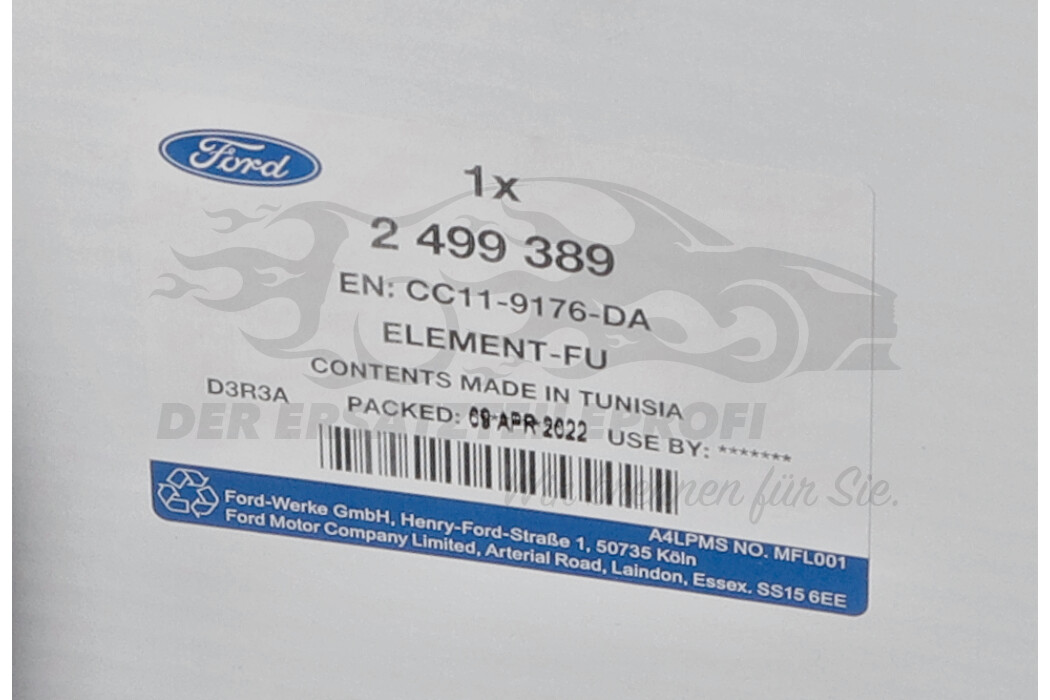 Ford
1x
2 499 389
EN: CC11-9176-DA
ELEMENT-FU
CONTENTS MADE IN TUNISIA
D3R3A
PACKED: APR 2022 USE BY: *******
DER ERSATZTEILEPROFI
Wir brennen für Sie.
A4LPMS NO. MFL001
Ford-Werke GmbH, Henry-Ford-Straße 1, 50735 Köln
Ford Motor Company Limited, Arterial Road, Laindon, Essex. SS15 6EE